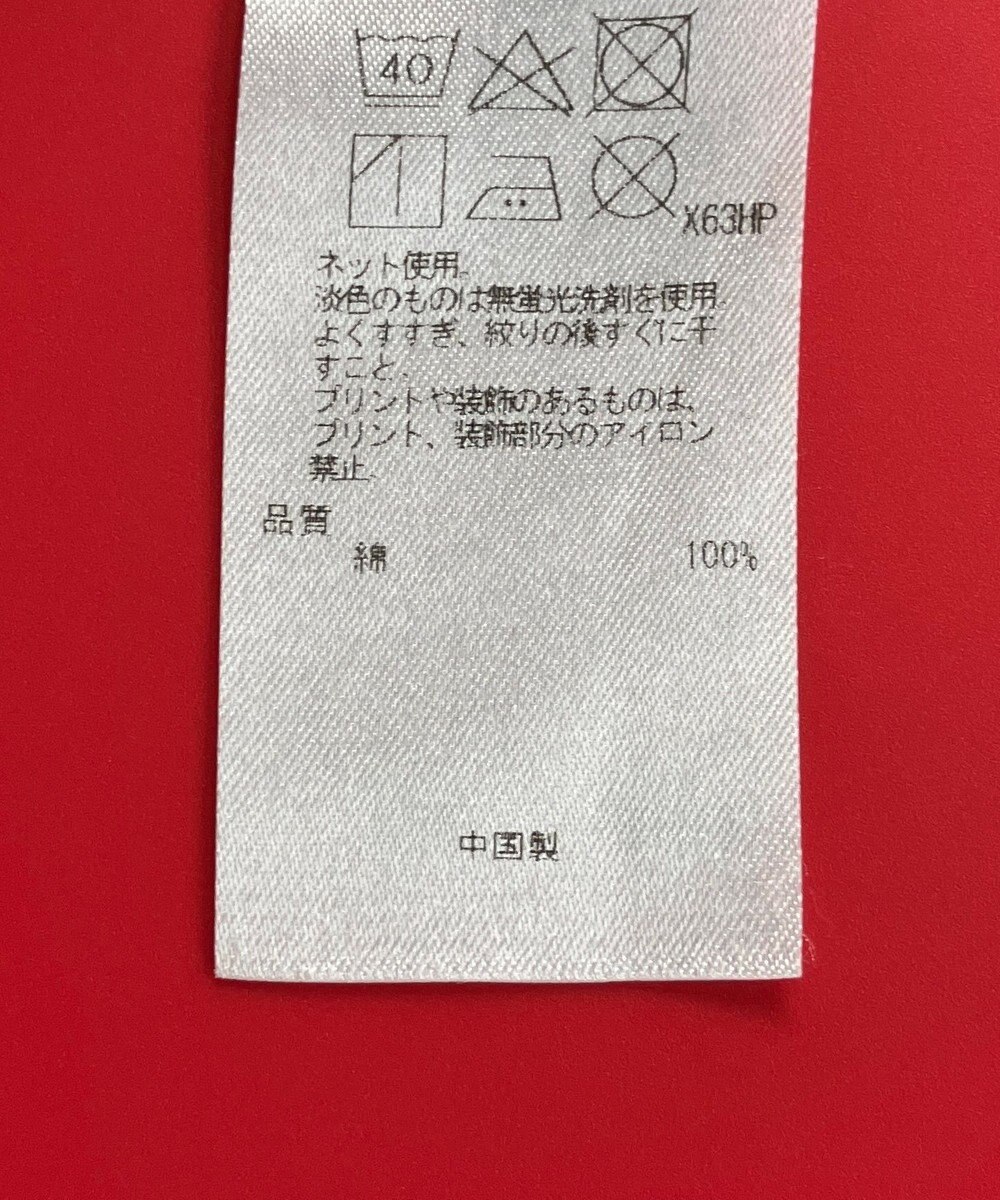 40
X63HP
ネット使用.
淡色のものは無蛍光洗剤を使用.
よくすすぎ、絞りの後すぐに干
すこと.
プリントや装飾のあるものは、
プリント、装飾部分のアイロン
禁止.
品質
綿 100%
中国製